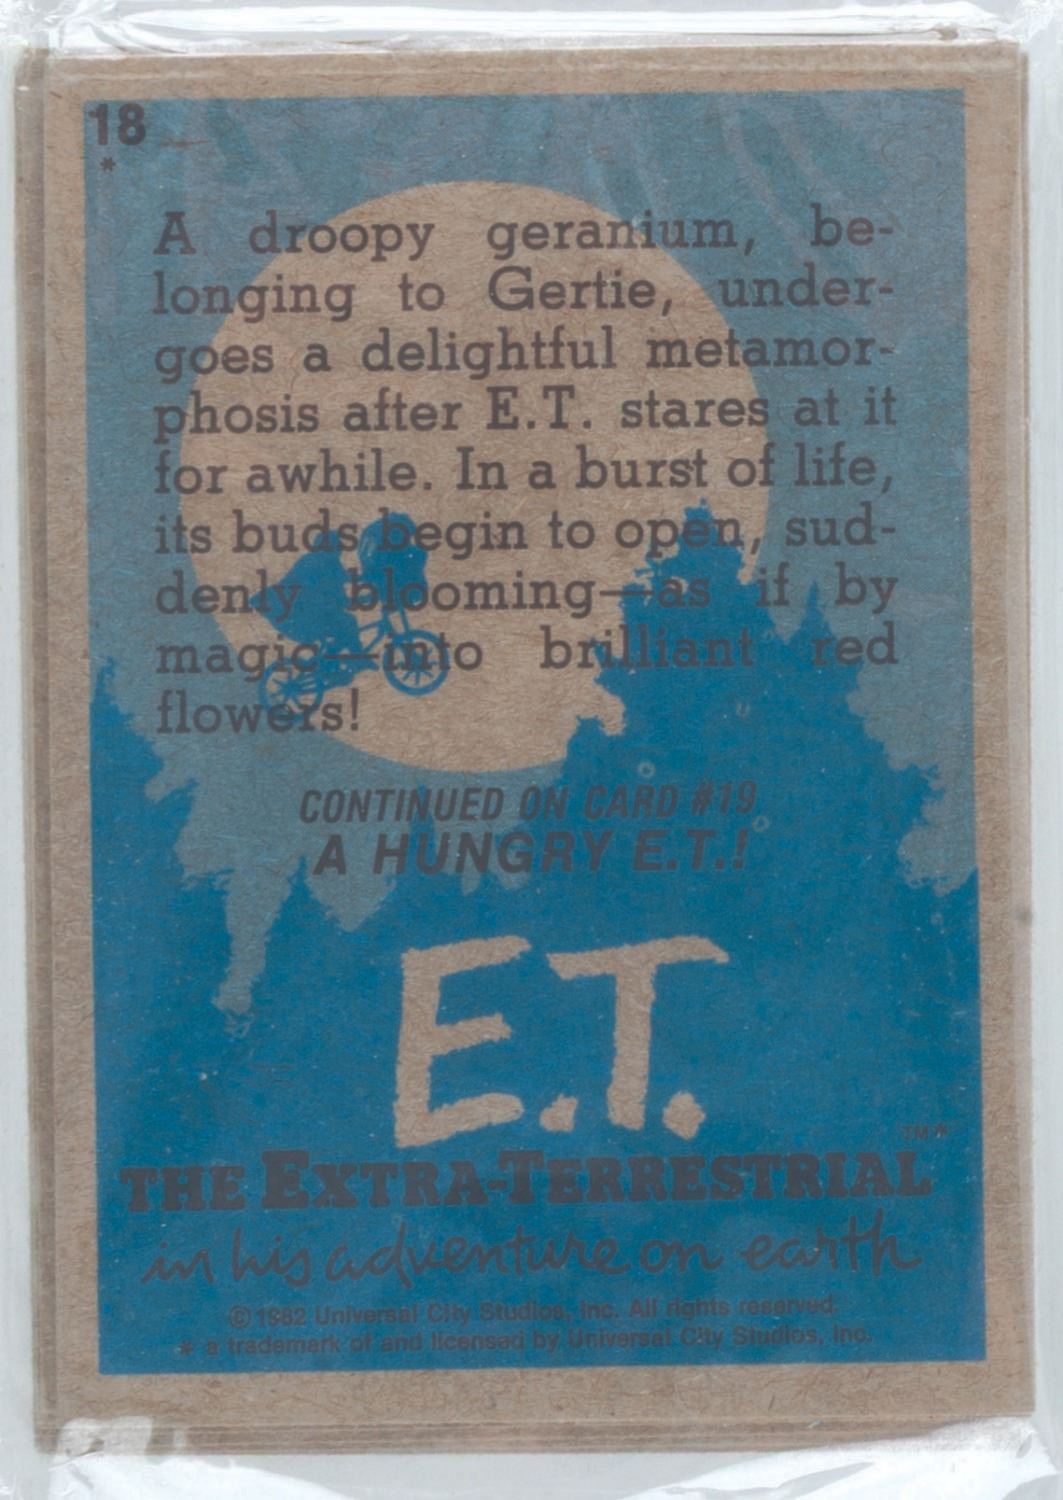 18
*
A droopy geranium, be-
longing to Gertie, under-
goes a delightful metamor-
phosis after E.T. stares at it
for awhile. In a burst of life,
its buds begin to open, sud-
denly blooming—as if by
magic—into brilliant red
flowers!
CONTINUED ON CARD #19
A HUNGRY E.T.!
E.T.
TM*
THE EXTRA-TERRESTRIAL
in his adventure on earth
©1982 Universal City Studios, Inc. All rights reserved.
* a trademark of and licensed by Universal City Studios, Inc.